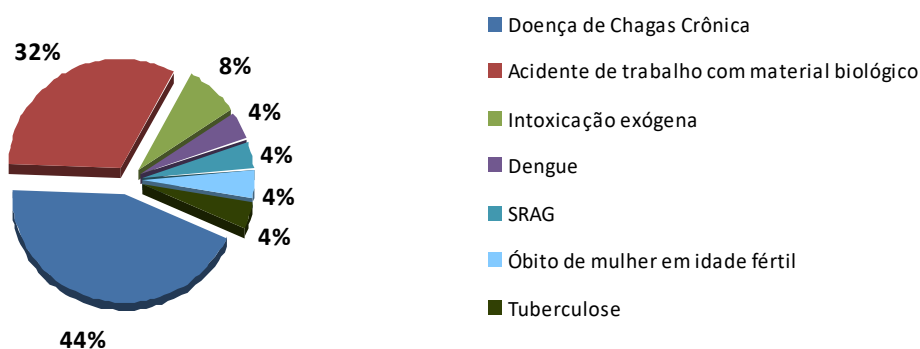 32%
8%
4%
4%
4%
4%
44%
Doença de Chagas Crônica
Acidente de trabalho com material biológico
Intoxicação exógena
Dengue
SRAG
Óbito de mulher em idade fértil
Tuberculose